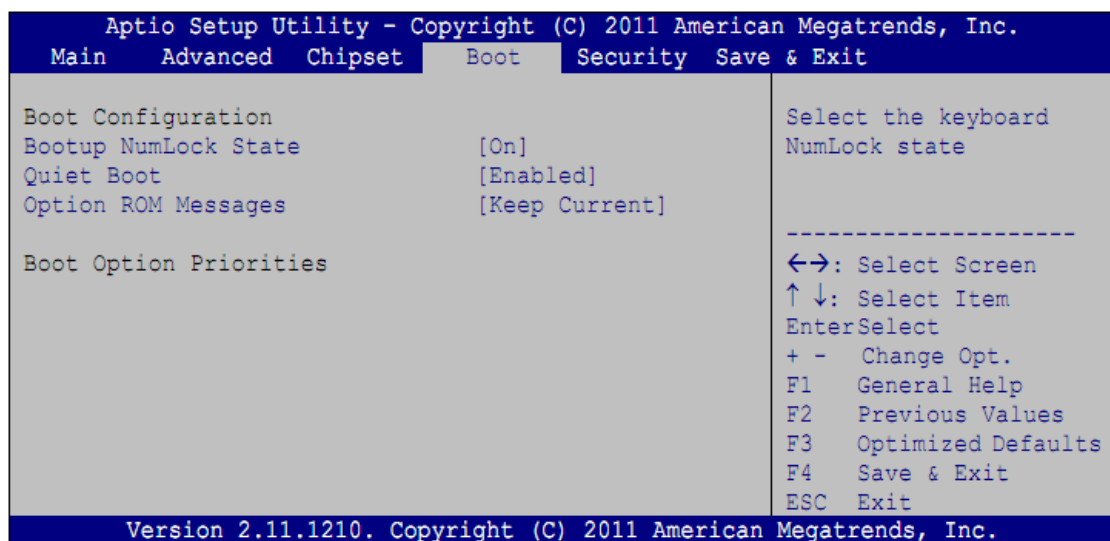 Aptio Setup Utility – Copyright (C) 2011 American Megatrends, Inc.
Main Advanced Chipset Boot Security Save & Exit
Boot Configuration
Bootup NumLock State [On]
Quiet Boot [Enabled]
Option ROM Messages [Keep Current]
Boot Option Priorities
Select the keyboard
NumLock state
---------------------
←→: Select Screen
↑ ↓: Select Item
EnterSelect
+ - Change Opt.
F1 General Help
F2 Previous Values
F3 Optimized Defaults
F4 Save & Exit
ESC Exit
Version 2.11.1210. Copyright (C) 2011 American Megatrends, Inc.